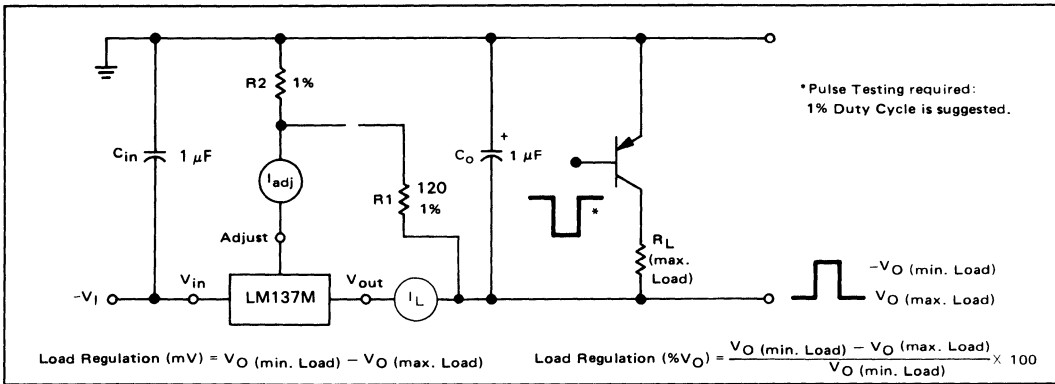 R2
1%
*Pulse Testing required:
1% Duty Cycle is suggested.
Cin
1 μF
Iadj
R1
120
1%
+
Co
1 μF
*
Adjust
RL
(max.
Load)
-VI
Vin
LM137M
Vout
IL
-VO (min. Load)
VO (max. Load)
Load Regulation (mV) = VO (min. Load) - VO (max. Load)
Load Regulation (%VO) = VO (min. Load) - VO (max. Load) / VO (min. Load) × 100